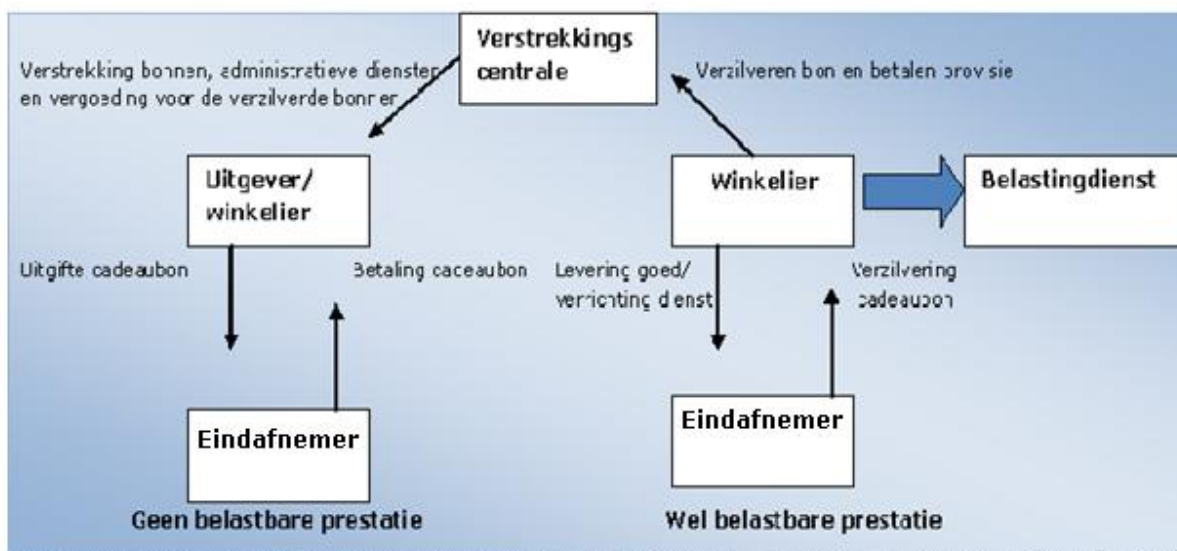 Verstrekkings
centrale
Verstrekking bonnen, administratieve diensten
en vergoeding voor de verzilverde bonnen
Verzilveren bon en betalen provisie
Uitgever/
winkelier
Winkelier
Belastingdienst
Uitgifte cadeaubon
Betaling caceaubon
Levering goed/
verrichting dienst
Verzilvering
cadeaubon
Eindafnemer
Eindafnemer
Geen belastbare prestatie
Wel belastbare prestatie